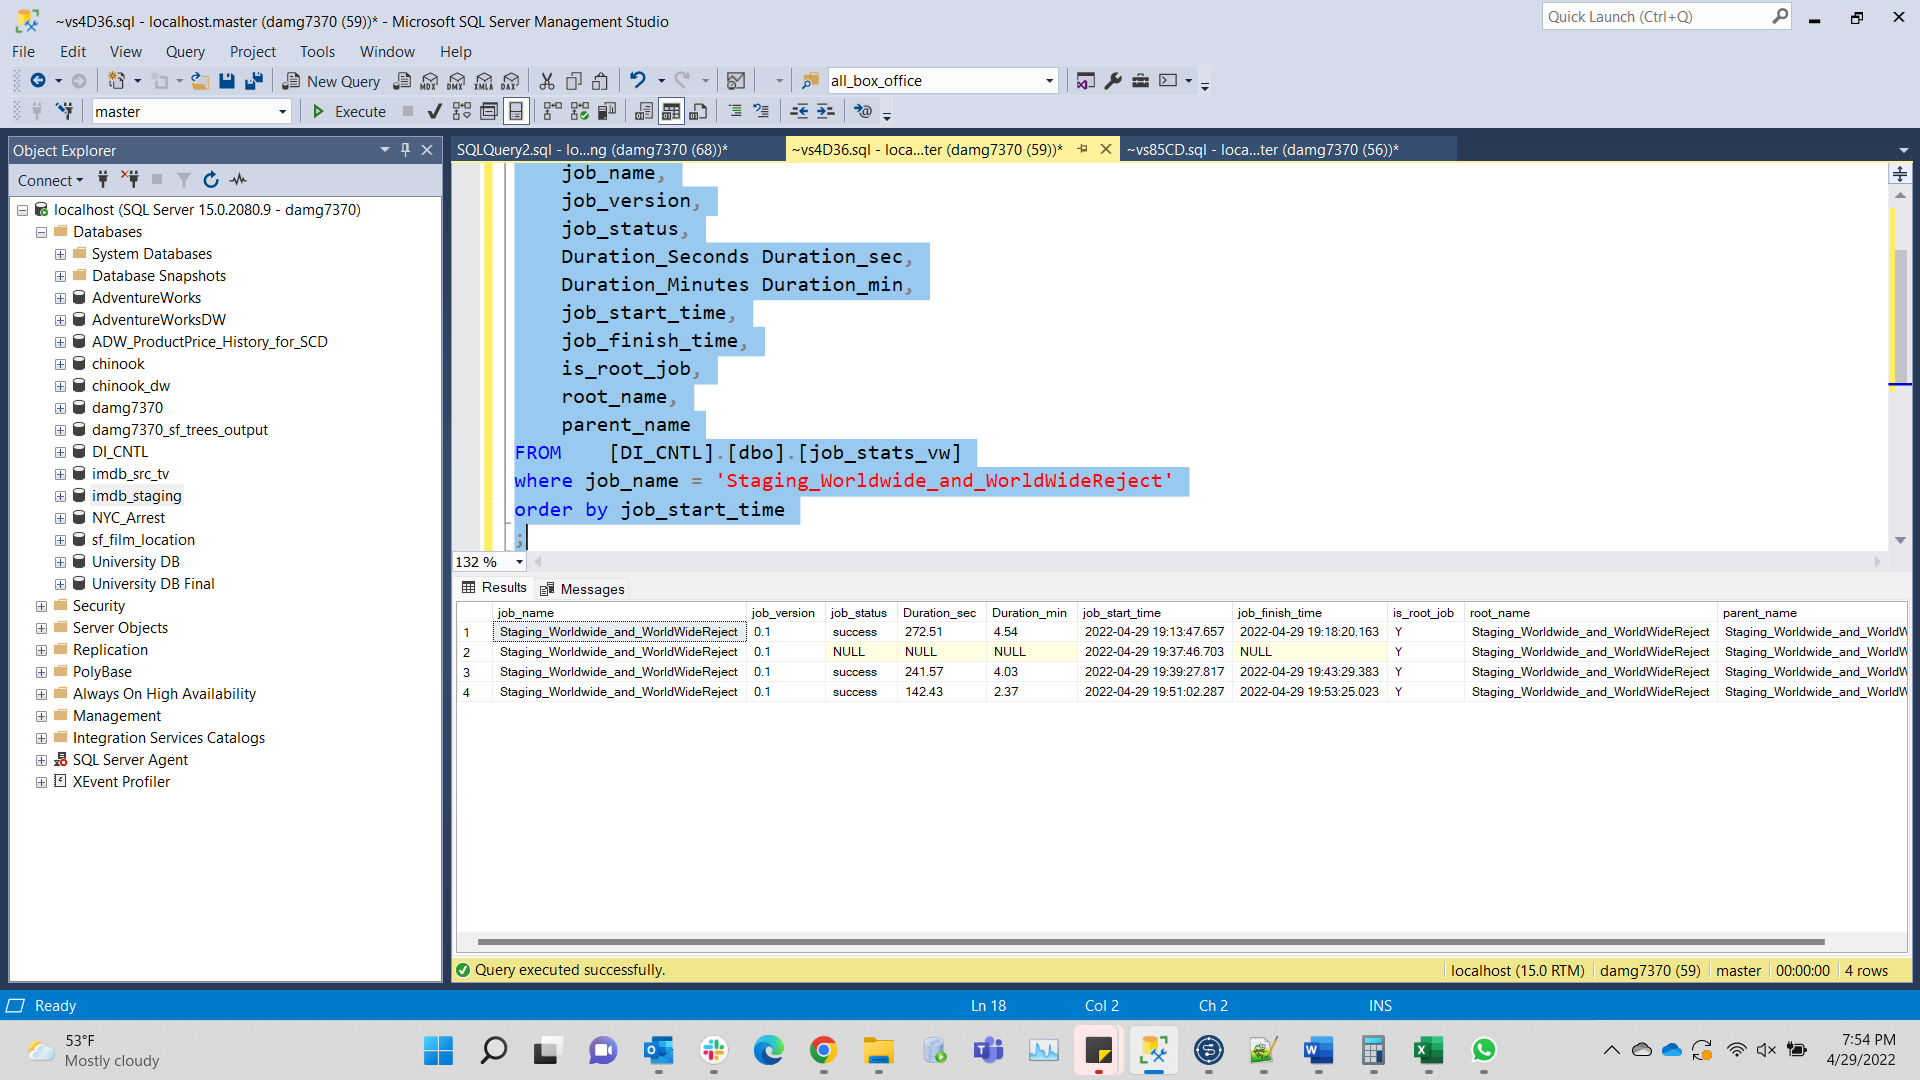 ~vs4D36.sql - localhost.master (damg7370 (59))* - Microsoft SQL Server Management Studio
Quick Launch (Ctrl+Q)
File Edit View Query Project Tools Window Help
New Query MDX DMX XMLA DAX all_box_office
master Execute
Object Explorer
Connect
localhost (SQL Server 15.0.2080.9 - damg7370)
Databases
System Databases
Database Snapshots
AdventureWorks
AdventureWorksDW
ADW_ProductPrice_History_for_SCD
chinook
chinook_dw
damg7370
damg7370_sf_trees_output
DI_CNTL
imdb_src_tv
imdb_staging
NYC_Arrest
sf_film_location
University DB
University DB Final
Security
Server Objects
Replication
PolyBase
Always On High Availability
Management
Integration Services Catalogs
SQL Server Agent
XEvent Profiler
SQLQuery2.sql - lo...ng (damg7370 (68))* ~vs4D36.sql - loca...ter (damg7370 (59))* ~vs85CD.sql - loca...ter (damg7370 (56))*
job_name,
job_version,
job_status,
Duration_Seconds Duration_sec,
Duration_Minutes Duration_min,
job_start_time,
job_finish_time,
is_root_job,
root_name,
parent_name
FROM [DI_CNTL].[dbo].[job_stats_vw]
where job_name = 'Staging_Worldwide_and_WorldWideReject'
order by job_start_time
;
132 %
Results Messages
job_name job_version job_status Duration_sec Duration_min job_start_time job_finish_time is_root_job root_name parent_name
1 Staging_Worldwide_and_WorldWideReject 0.1 success 272.51 4.54 2022-04-29 19:13:47.657 2022-04-29 19:18:20.163 Y Staging_Worldwide_and_WorldWideReject Staging_Worldwide_and_WorldW
2 Staging_Worldwide_and_WorldWideReject 0.1 NULL NULL NULL 2022-04-29 19:37:46.703 NULL Y Staging_Worldwide_and_WorldWideReject Staging_Worldwide_and_WorldW
3 Staging_Worldwide_and_WorldWideReject 0.1 success 241.57 4.03 2022-04-29 19:39:27.817 2022-04-29 19:43:29.383 Y Staging_Worldwide_and_WorldWideReject Staging_Worldwide_and_WorldW
4 Staging_Worldwide_and_WorldWideReject 0.1 success 142.43 2.37 2022-04-29 19:51:02.287 2022-04-29 19:53:25.023 Y Staging_Worldwide_and_WorldWideReject Staging_Worldwide_and_WorldW
Query executed successfully. localhost (15.0 RTM) damg7370 (59) master 00:00:00 4 rows
Ready Ln 18 Col 2 Ch 2 INS
53°F
Mostly cloudy
7:54 PM
4/29/2022